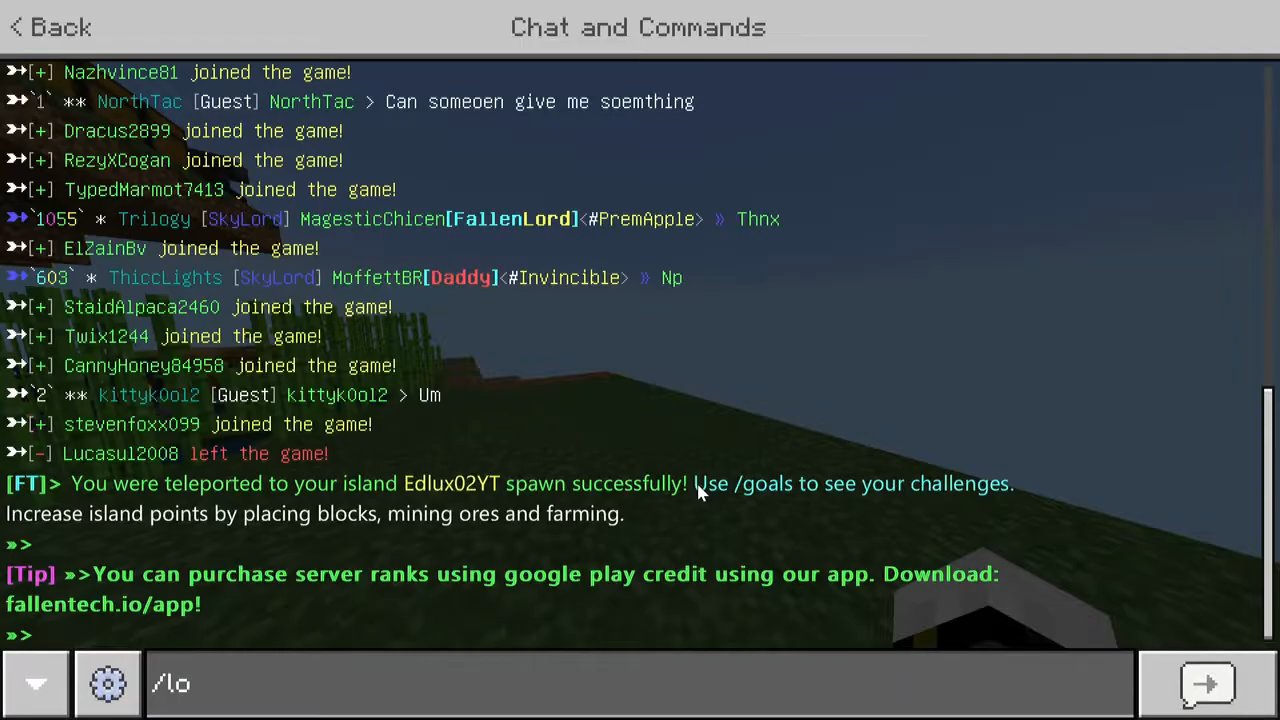 < Back
Chat and Commands
➳[+] Nazhvince81 joined the game!
➳`1` ** NorthTac [Guest] NorthTac > Can someoen give me soemthing
➳[+] Dracus2899 joined the game!
➳[+] RezyXCogan joined the game!
➳[+] TypedMarmot7413 joined the game!
➳`1055` * Trilogy [SkyLord] MagesticChicen[FallenLord]<#PremApple> » Thnx
➳[+] ElZainBv joined the game!
➳`603` * ThiccLights [SkyLord] MoffettBR[Daddy]<#Invincible> » Np
➳[+] StaidAlpaca2460 joined the game!
➳[+] Twix1244 joined the game!
➳[+] CannyHoney84958 joined the game!
➳`2` ** kittyk0ol2 [Guest] kittyk0ol2 > Um
➳[+] stevenfoxx099 joined the game!
➳[-] Lucasul2008 left the game!
[FT]> You were teleported to your island Edlux02YT spawn successfully! Use /goals to see your challenges.
Increase island points by placing blocks, mining ores and farming.
»>
[Tip] »>You can purchase server ranks using google play credit using our app. Download:
fallentech.io/app!
»>
/lo